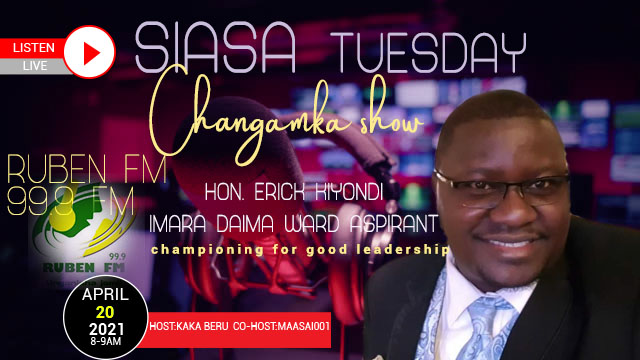 LISTEN
LIVE
SIASA TUESDAY
Changamka show
RUBEN FM
99.9 FM
HON. ERICK KIYONDI
IMARA DAIMA WARD ASPIRANT
championing for good leadership
99.9
RUBEN FM
APRIL
20
2021
8-9AM
HOST:KAKA BERU CO-HOST:MAASAI001